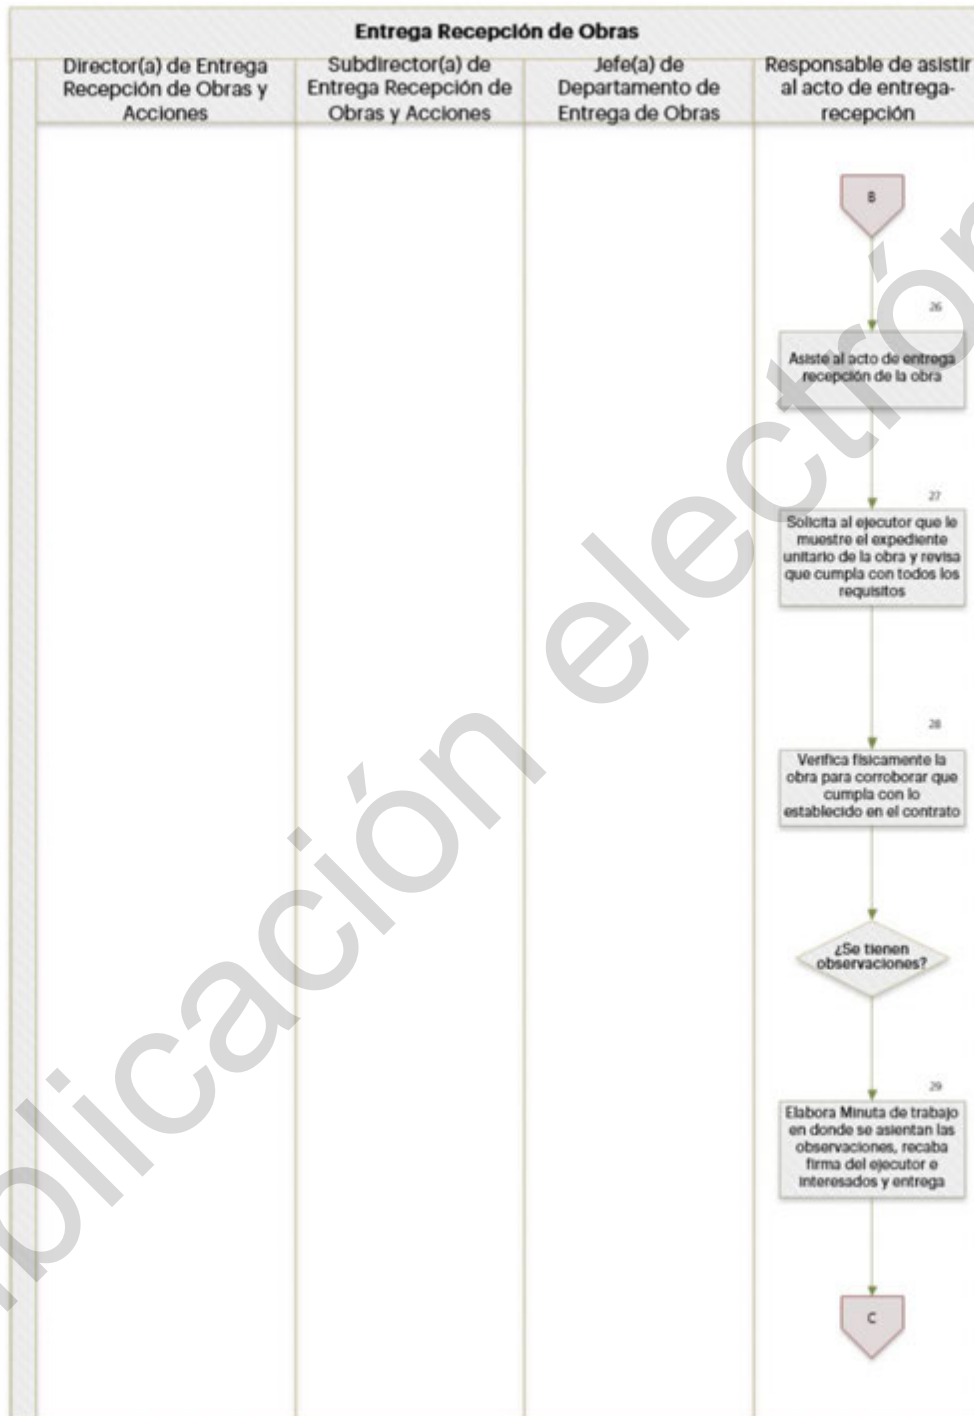 Entrega Recepción de Obras
Director(a) de Entrega
Recepción de Obras y
Acciones
Subdirector(a) de
Entrega Recepción de
Obras y Acciones
Jefe(a) de
Departamento de
Entrega de Obras
Responsable de asistir
al acto de entrega-
recepción
B
26
Asiste al acto de entrega
recepción de la obra
27
Solicita al ejecutor que le
muestre el expediente
unitario de la obra y revisa
que cumpla con todos los
requisitos
28
Verifica físicamente la
obra para corroborar que
cumpla con lo
establecido en el contrato
¿Se tienen
observaciones?
29
Elabora Minuta de trabajo
en donde se asientan las
observaciones, recaba
firma del ejecutor e
interesados y entrega
C